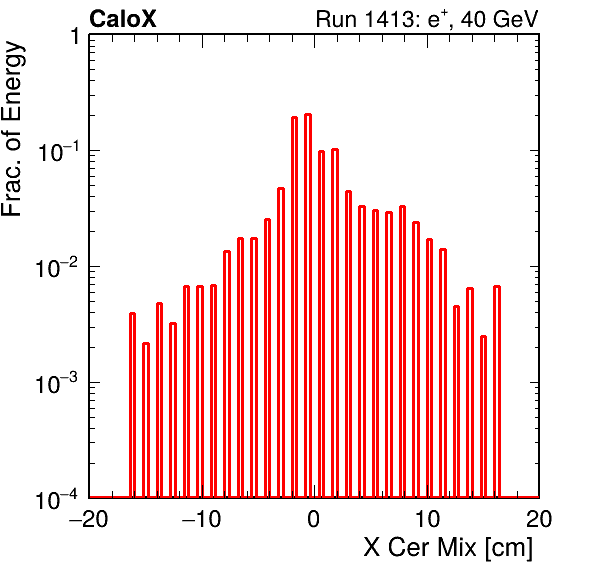 CaloX Run 1413: e⁺, 40 GeV
Frac. of Energy
1
10⁻¹
10⁻²
10⁻³
10⁻⁴
−20 −10 0 10 20
X Cer Mix [cm]